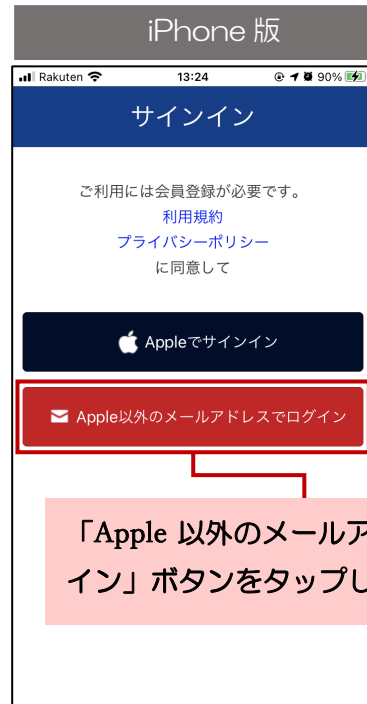 iPhone 版
Rakuten 13:24 90%
サインイン
ご利用には会員登録が必要です。
利用規約
プライバシーポリシー
に同意して
Appleでサインイン
Apple以外のメールアドレスでログイン
「Apple 以外のメールア
イン」ボタンをタップし